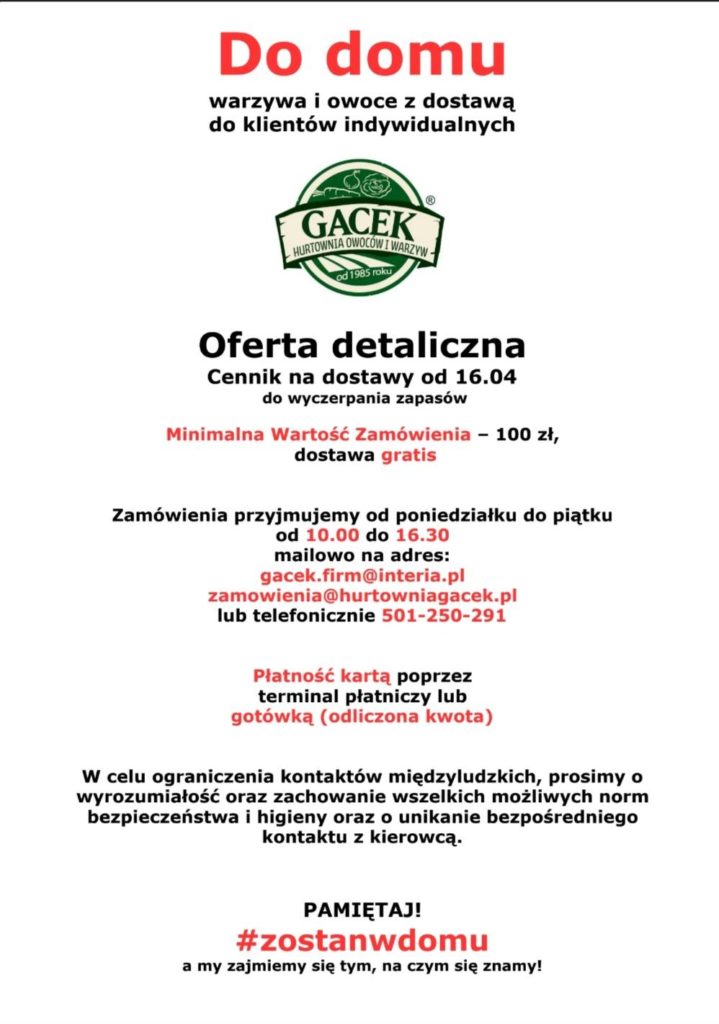 Do domu
warzywa i owoce z dostawą
do klientów indywidualnych
®
GACEK
HURTOWNIA OWOCÓW I WARZYW
od 1985 roku
Oferta detaliczna
Cennik na dostawy od 16.04
do wyczerpania zapasów
Minimalna Wartość Zamówienia – 100 zł,
dostawa gratis
Zamówienia przyjmujemy od poniedziałku do piątku
od 10.00 do 16.30
mailowo na adres:
gacek.firm@interia.pl
zamowienia@hurtowniagacek.pl
lub telefonicznie 501-250-291
Płatność kartą poprzez
terminal płatniczy lub
gotówką (odliczona kwota)
W celu ograniczenia kontaktów międzyludzkich, prosimy o
wyrozumiałość oraz zachowanie wszelkich możliwych norm
bezpieczeństwa i higieny oraz o unikanie bezpośredniego
kontaktu z kierowcą.
PAMIĘTAJ!
#zostanwdomu
a my zajmiemy się tym, na czym się znamy!